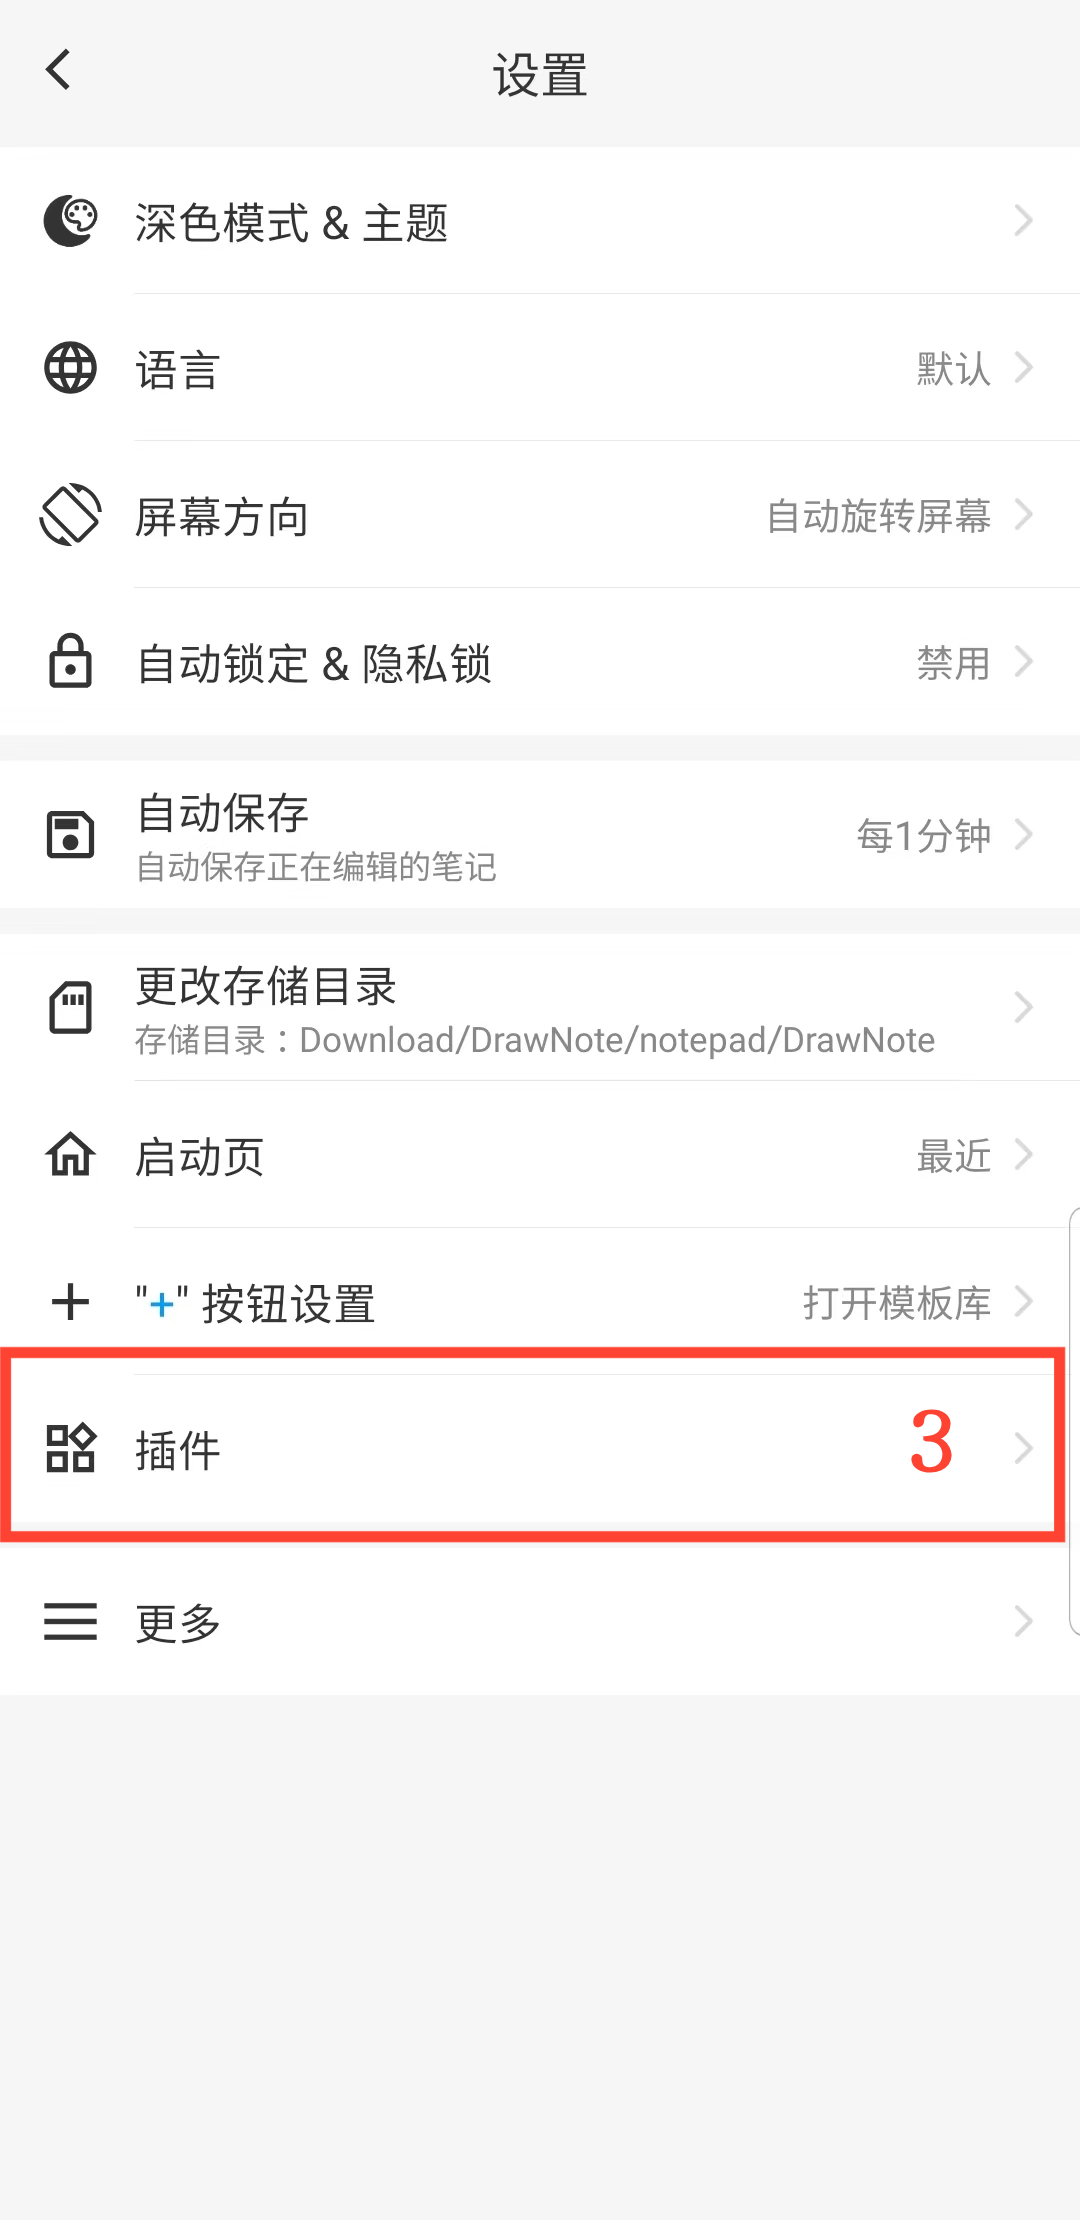 设置
深色模式 & 主题
语言
默认
屏幕方向
自动旋转屏幕
自动锁定 & 隐私锁
禁用
自动保存
自动保存正在编辑的笔记
每1分钟
更改存储目录
存储目录：Download/DrawNote/notepad/DrawNote
启动页
最近
"+" 按钮设置
打开模板库
插件
3
更多